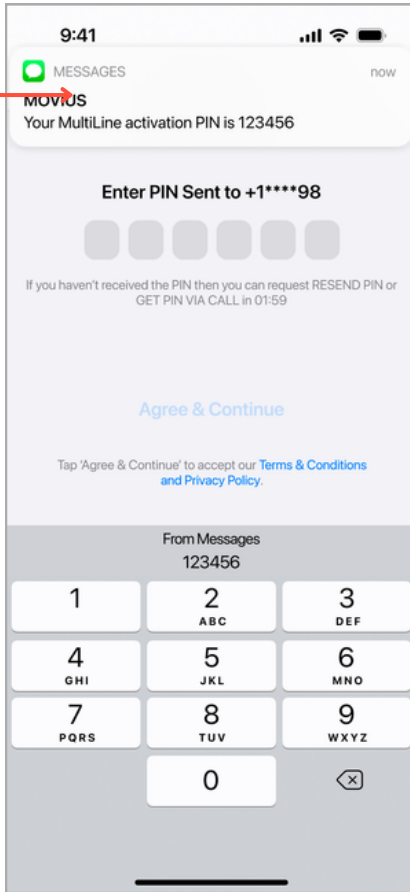 9:41
MESSAGES now
MOVIUS
Your MultiLine activation PIN is 123456
Enter PIN Sent to +1****98
If you haven't received the PIN then you can request RESEND PIN or
GET PIN VIA CALL in 01:59
Agree & Continue
Tap 'Agree & Continue' to accept our Terms & Conditions
and Privacy Policy.
From Messages
123456
1 2 3
ABC DEF
4 5 6
GHI JKL MNO
7 8 9
PQRS TUV WXYZ
0